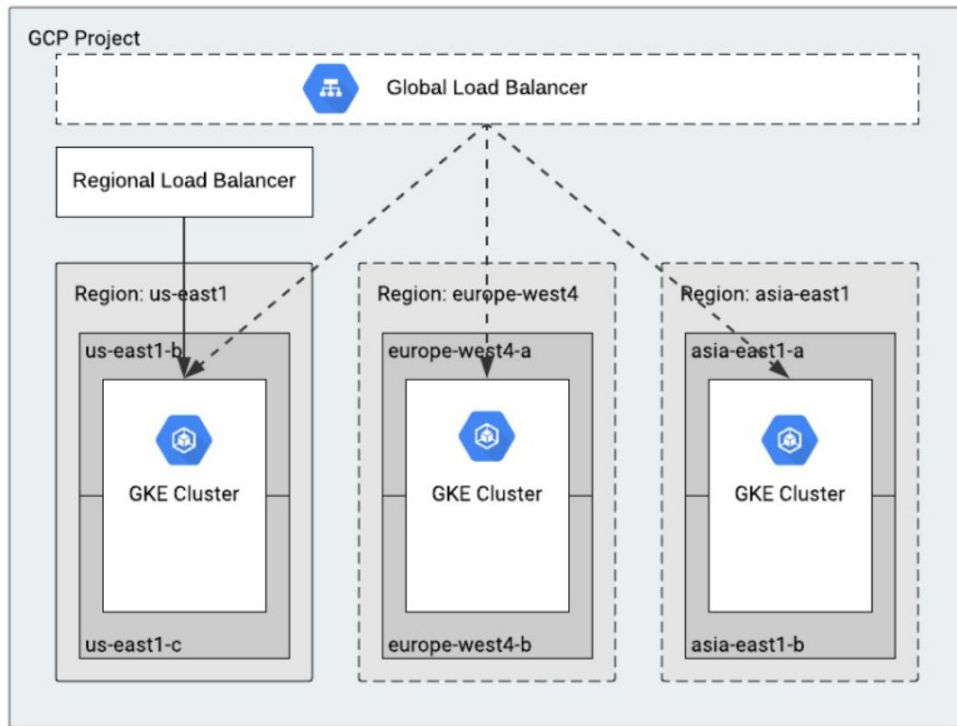 GCP Project
Global Load Balancer
Regional Load Balancer
Region: us-east1
Region: europe-west4
Region: asia-east1
us-east1-b
europe-west4-a
asia-east1-a
GKE Cluster
GKE Cluster
GKE Cluster
us-east1-c
europe-west4-b
asia-east1-b